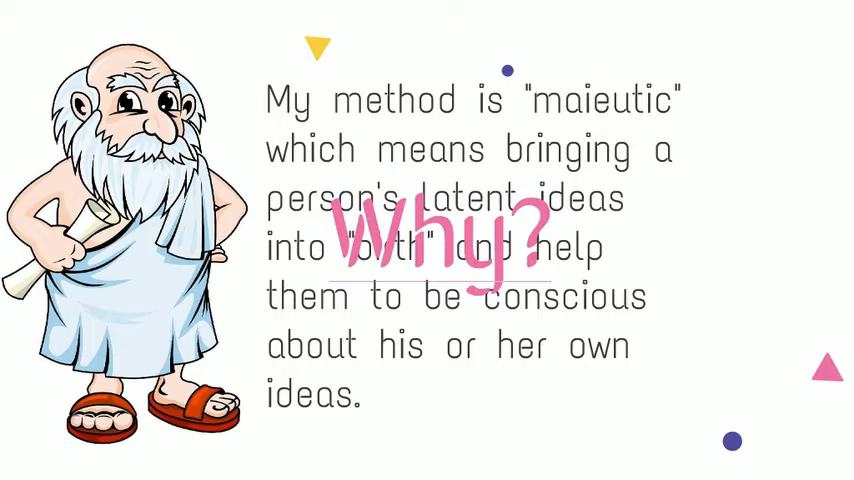 My method is "maieutic"
which means bringing a
person's latent ideas
Why?
into "birth" and help
them to be conscious
about his or her own
ideas.